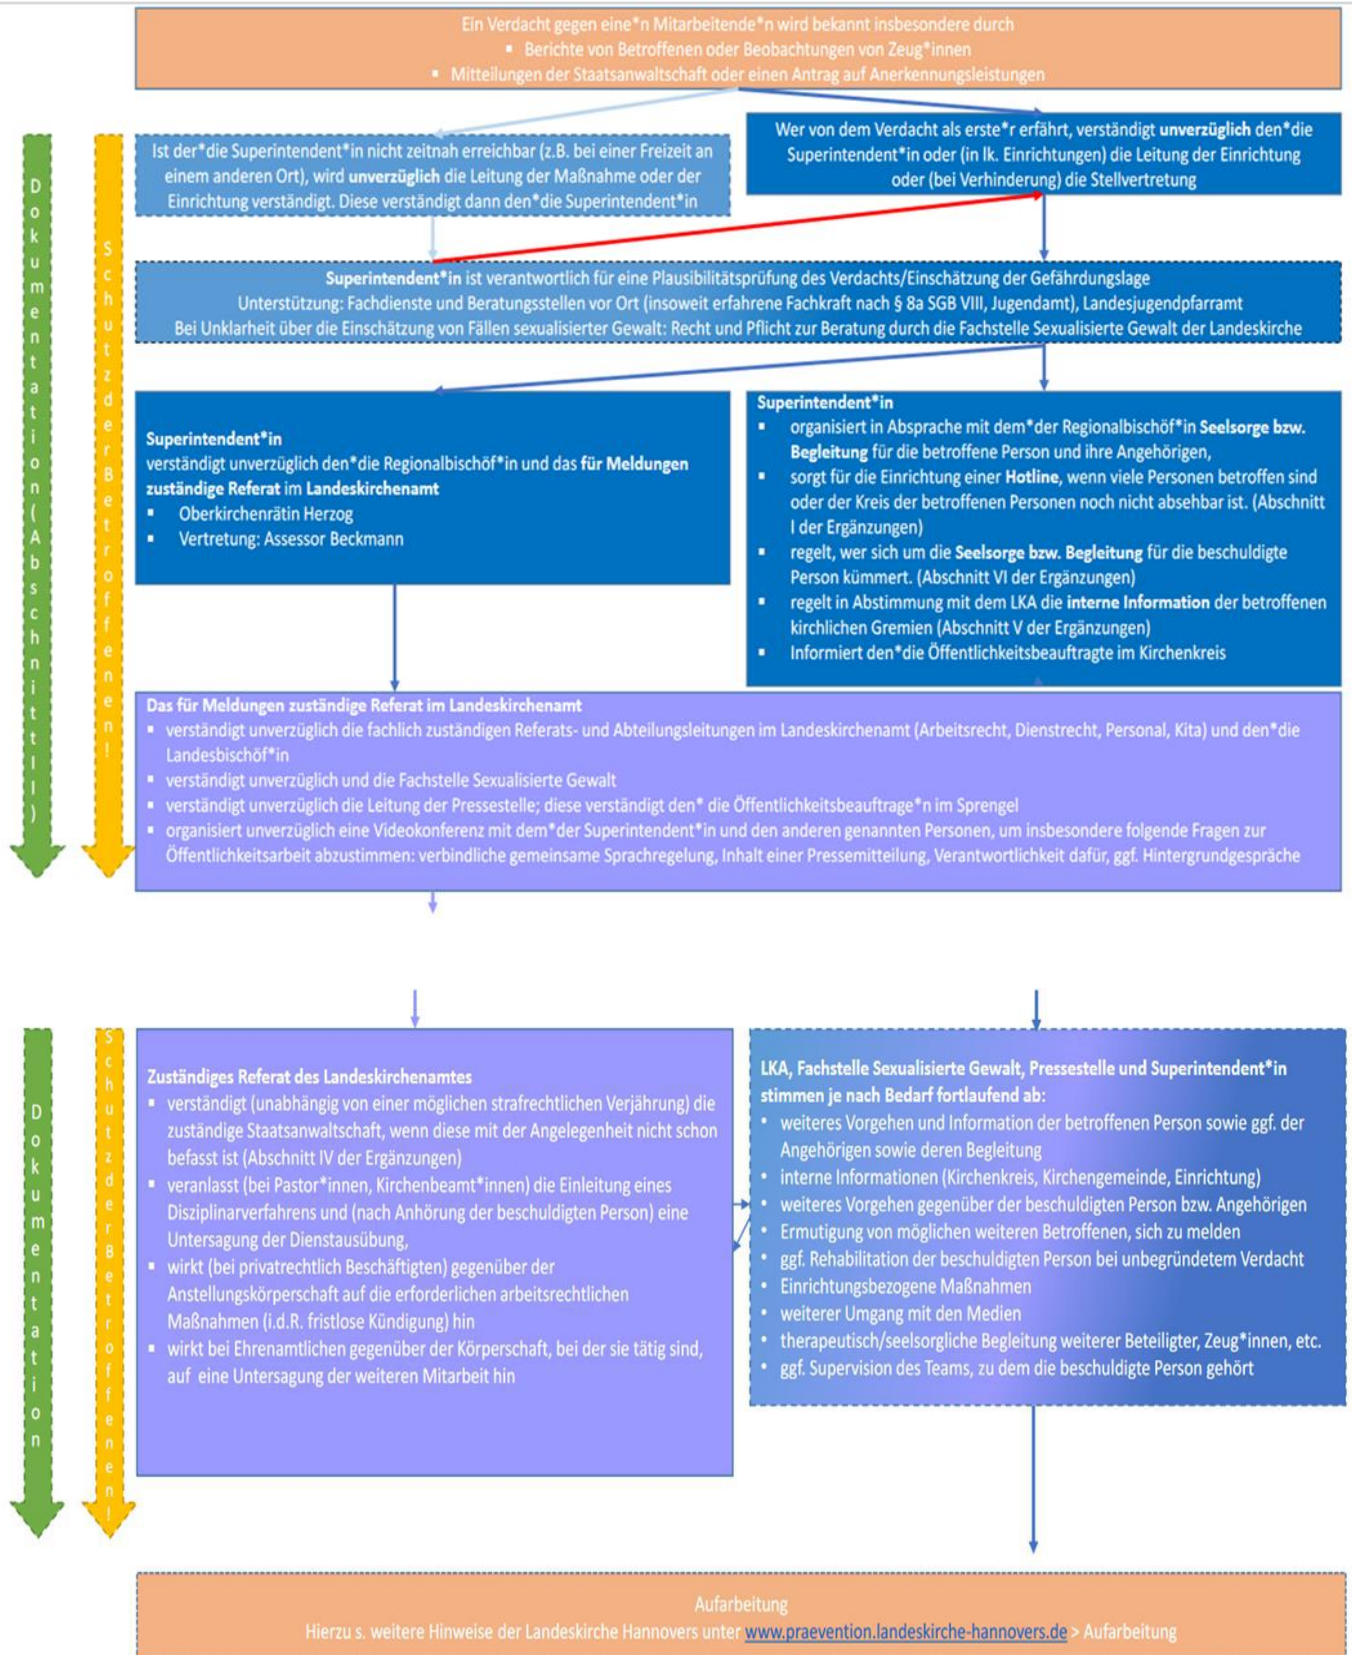 Ein Verdacht gegen eine*n Mitarbeitende*n wird bekannt insbesondere durch
▪ Berichte von Betroffenen oder Beobachtungen von Zeug*innen
▪ Mitteilungen der Staatsanwaltschaft oder einen Antrag auf Anerkennungsleistungen
Dokumentation (Abschnitt II)
Schutz der Betroffenen!
Ist der*die Superintendent*in nicht zeitnah erreichbar (z.B. bei einer Freizeit an
einem anderen Ort), wird unverzüglich die Leitung der Maßnahme oder der
Einrichtung verständigt. Diese verständigt dann den*die Superintendent*in
Wer von dem Verdacht als erste*r erfährt, verständigt unverzüglich den*die
Superintendent*in oder (in lk. Einrichtungen) die Leitung der Einrichtung
oder (bei Verhinderung) die Stellvertretung
Superintendent*in ist verantwortlich für eine Plausibilitätsprüfung des Verdachts/Einschätzung der Gefährdungslage
Unterstützung: Fachdienste und Beratungsstellen vor Ort (insoweit erfahrene Fachkraft nach § 8a SGB VIII, Jugendamt), Landesjugendpfarramt
Bei Unklarheit über die Einschätzung von Fällen sexualisierter Gewalt: Recht und Pflicht zur Beratung durch die Fachstelle Sexualisierte Gewalt der Landeskirche
Superintendent*in
verständigt unverzüglich den*die Regionalbischöf*in und das für Meldungen
zuständige Referat im Landeskirchenamt
▪ Oberkirchenrätin Herzog
▪ Vertretung: Assessor Beckmann
Superintendent*in
▪ organisiert in Absprache mit dem*der Regionalbischöf*in Seelsorge bzw.
Begleitung für die betroffene Person und ihre Angehörigen,
▪ sorgt für die Einrichtung einer Hotline, wenn viele Personen betroffen sind
oder der Kreis der betroffenen Personen noch nicht absehbar ist. (Abschnitt
I der Ergänzungen)
▪ regelt, wer sich um die Seelsorge bzw. Begleitung für die beschuldigte
Person kümmert. (Abschnitt VI der Ergänzungen)
▪ regelt in Abstimmung mit dem LKA die interne Information der betroffenen
kirchlichen Gremien (Abschnitt V der Ergänzungen)
▪ Informiert den*die Öffentlichkeitsbeauftragte im Kirchenkreis
Das für Meldungen zuständige Referat im Landeskirchenamt
▪ verständigt unverzüglich die fachlich zuständigen Referats- und Abteilungsleitungen im Landeskirchenamt (Arbeitsrecht, Dienstrecht, Personal, Kita) und den*die
Landesbischöf*in
▪ verständigt unverzüglich und die Fachstelle Sexualisierte Gewalt
▪ verständigt unverzüglich die Leitung der Pressestelle; diese verständigt den* die Öffentlichkeitsbeauftrage*n im Sprengel
▪ organisiert unverzüglich eine Videokonferenz mit dem*der Superintendent*in und den anderen genannten Personen, um insbesondere folgende Fragen zur
Öffentlichkeitsarbeit abzustimmen: verbindliche gemeinsame Sprachregelung, Inhalt einer Pressemitteilung, Verantwortlichkeit dafür, ggf. Hintergrundgespräche
Dokumentation
Schutz der Betroffenen!
Zuständiges Referat des Landeskirchenamtes
▪ verständigt (unabhängig von einer möglichen strafrechtlichen Verjährung) die
zuständige Staatsanwaltschaft, wenn diese mit der Angelegenheit nicht schon
befasst ist (Abschnitt IV der Ergänzungen)
▪ veranlasst (bei Pastor*innen, Kirchenbeamt*innen) die Einleitung eines
Disziplinarverfahrens und (nach Anhörung der beschuldigten Person) eine
Untersagung der Dienstausübung,
▪ wirkt (bei privatrechtlich Beschäftigten) gegenüber der
Anstellungskörperschaft auf die erforderlichen arbeitsrechtlichen
Maßnahmen (i.d.R. fristlose Kündigung) hin
▪ wirkt bei Ehrenamtlichen gegenüber der Körperschaft, bei der sie tätig sind,
auf eine Untersagung der weiteren Mitarbeit hin
LKA, Fachstelle Sexualisierte Gewalt, Pressestelle und Superintendent*in
stimmen je nach Bedarf fortlaufend ab:
• weiteres Vorgehen und Information der betroffenen Person sowie ggf. der
Angehörigen sowie deren Begleitung
• interne Informationen (Kirchenkreis, Kirchengemeinde, Einrichtung)
• weiteres Vorgehen gegenüber der beschuldigten Person bzw. Angehörigen
• Ermutigung von möglichen weiteren Betroffenen, sich zu melden
• ggf. Rehabilitation der beschuldigten Person bei unbegründetem Verdacht
• Einrichtungsbezogene Maßnahmen
• weiterer Umgang mit den Medien
• therapeutisch/seelsorgliche Begleitung weiterer Beteiligter, Zeug*innen, etc.
• ggf. Supervision des Teams, zu dem die beschuldigte Person gehört
Aufarbeitung
Hierzu s. weitere Hinweise der Landeskirche Hannovers unter www.praevention.landeskirche-hannovers.de > Aufarbeitung